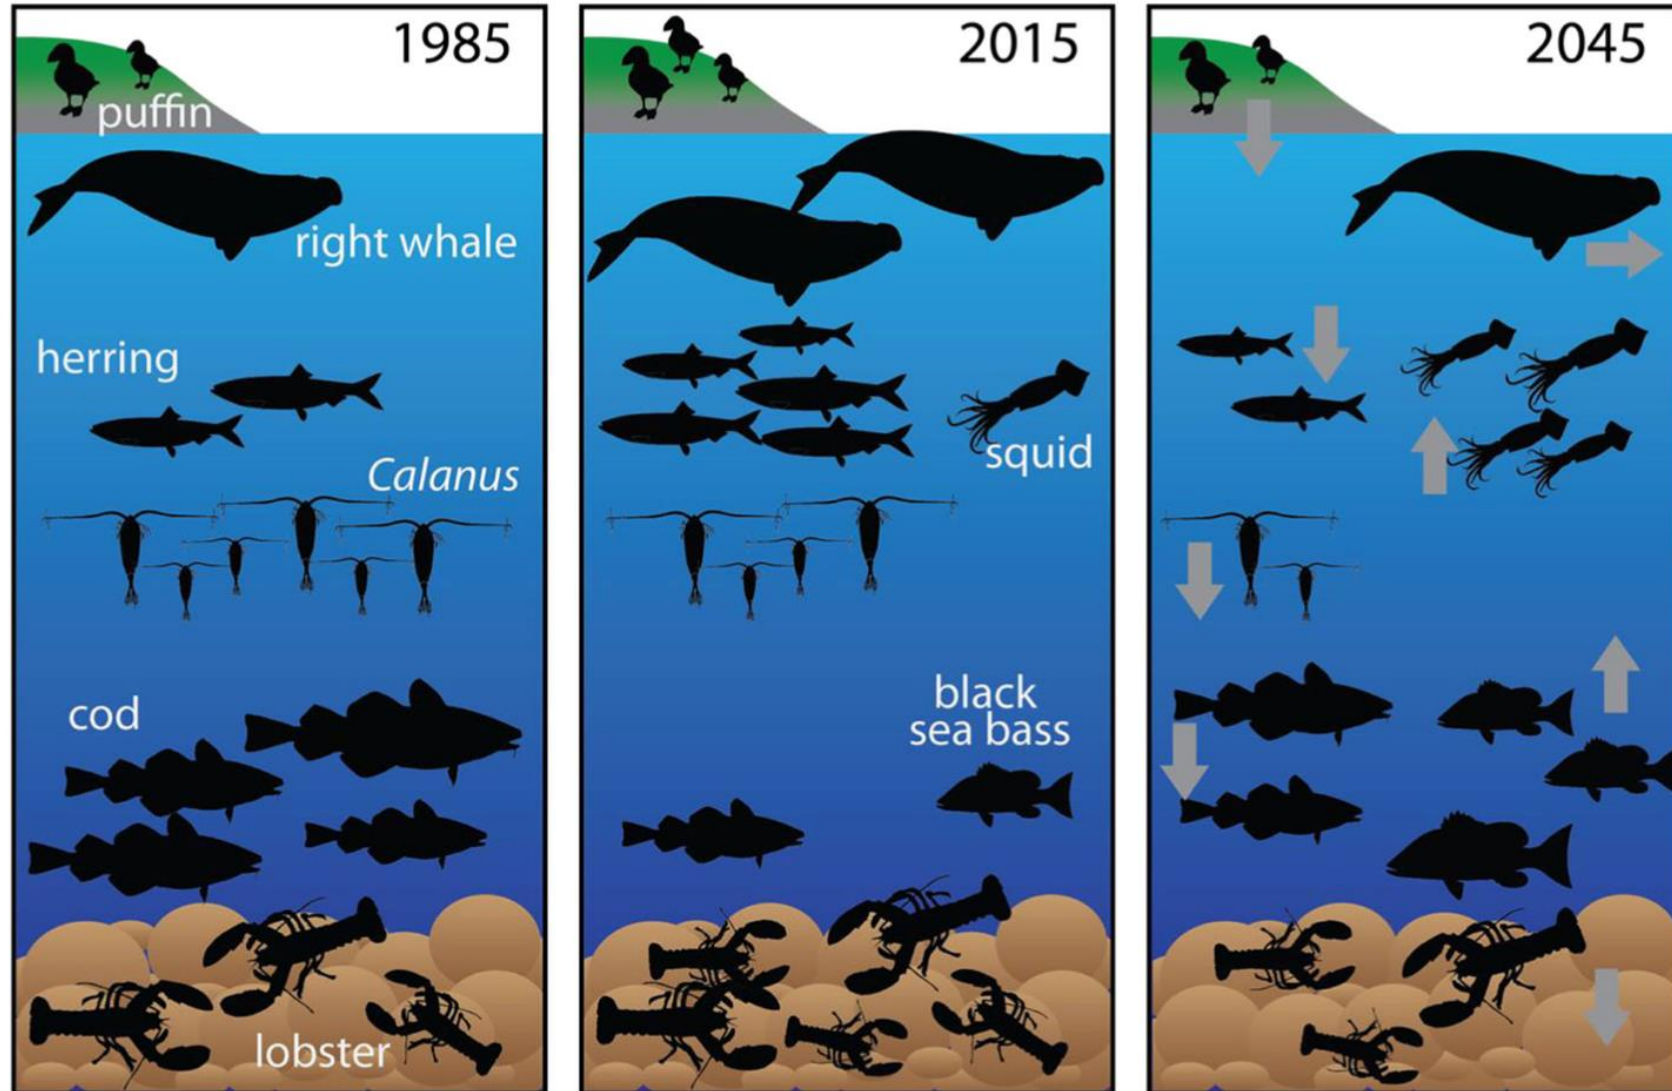 1985
puffin
right whale
herring
Calanus
cod
lobster
2015
squid
black
sea bass
2045